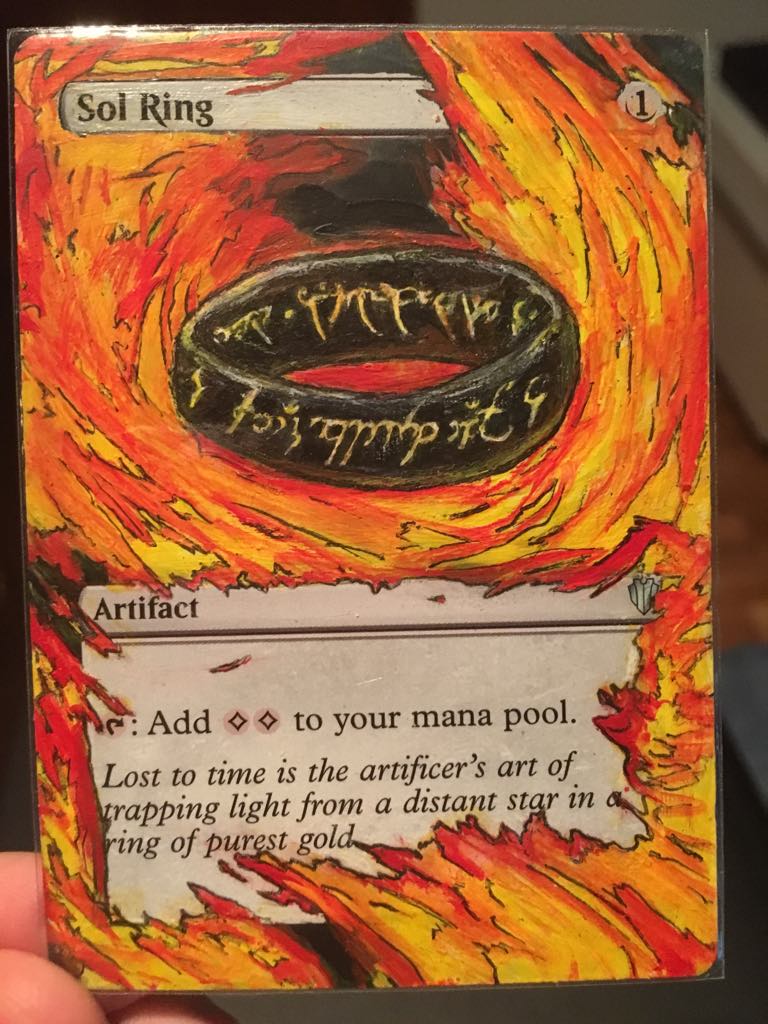 Sol Ring
1
Artifact
: Add to your mana pool.
Lost to time is the artificer's art of
trapping light from a distant star in a
ring of purest gold